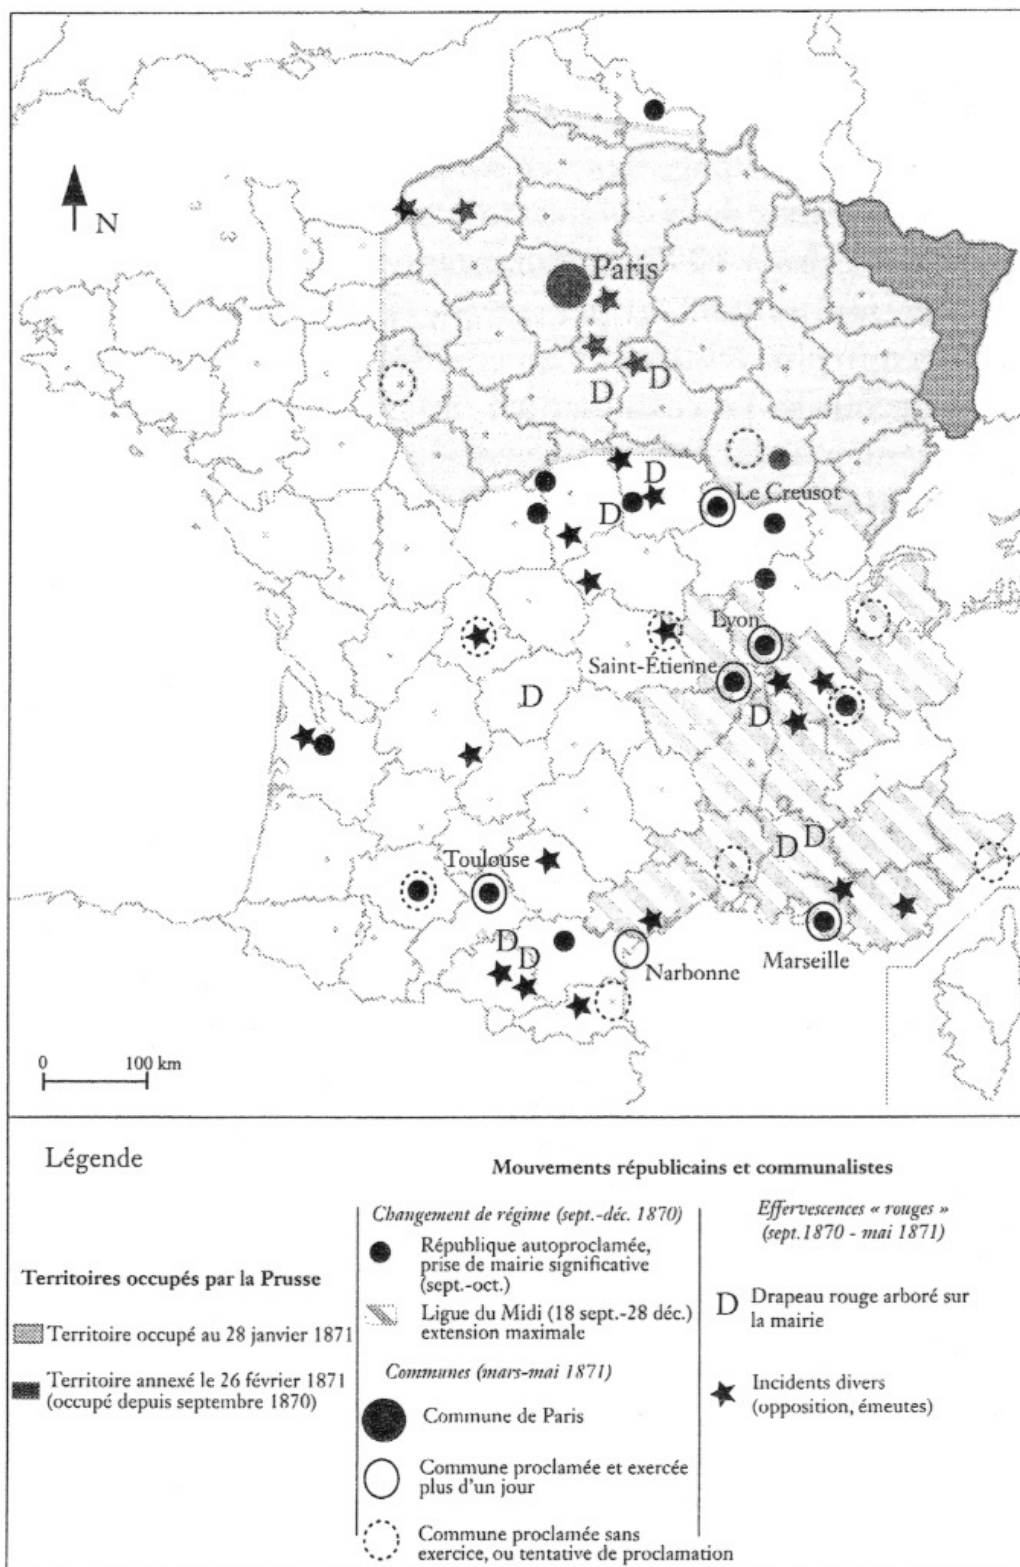 N
Paris
D
D
D
Le Creusot
D
Lyon
Saint-Étienne
D
D
D
D
Toulouse
D
D
Narbonne
Marseille
0
100 km
Légende
Territoires occupés par la Prusse
Territoire occupé au 28 janvier 1871
Territoire annexé le 26 février 1871
(occupé depuis septembre 1870)
Mouvements républicains et communalistes
Changement de régime (sept.-déc. 1870)
République autoproclamée,
prise de mairie significative
(sept.-oct.)
Ligue du Midi (18 sept.-28 déc.)
extension maximale
Communes (mars-mai 1871)
Commune de Paris
Commune proclamée et exercée
plus d'un jour
Commune proclamée sans
exercice, ou tentative de proclamation
Effervescences « rouges »
(sept.1870 - mai 1871)
D
Drapeau rouge arboré sur
la mairie
Incidents divers
(opposition, émeutes)